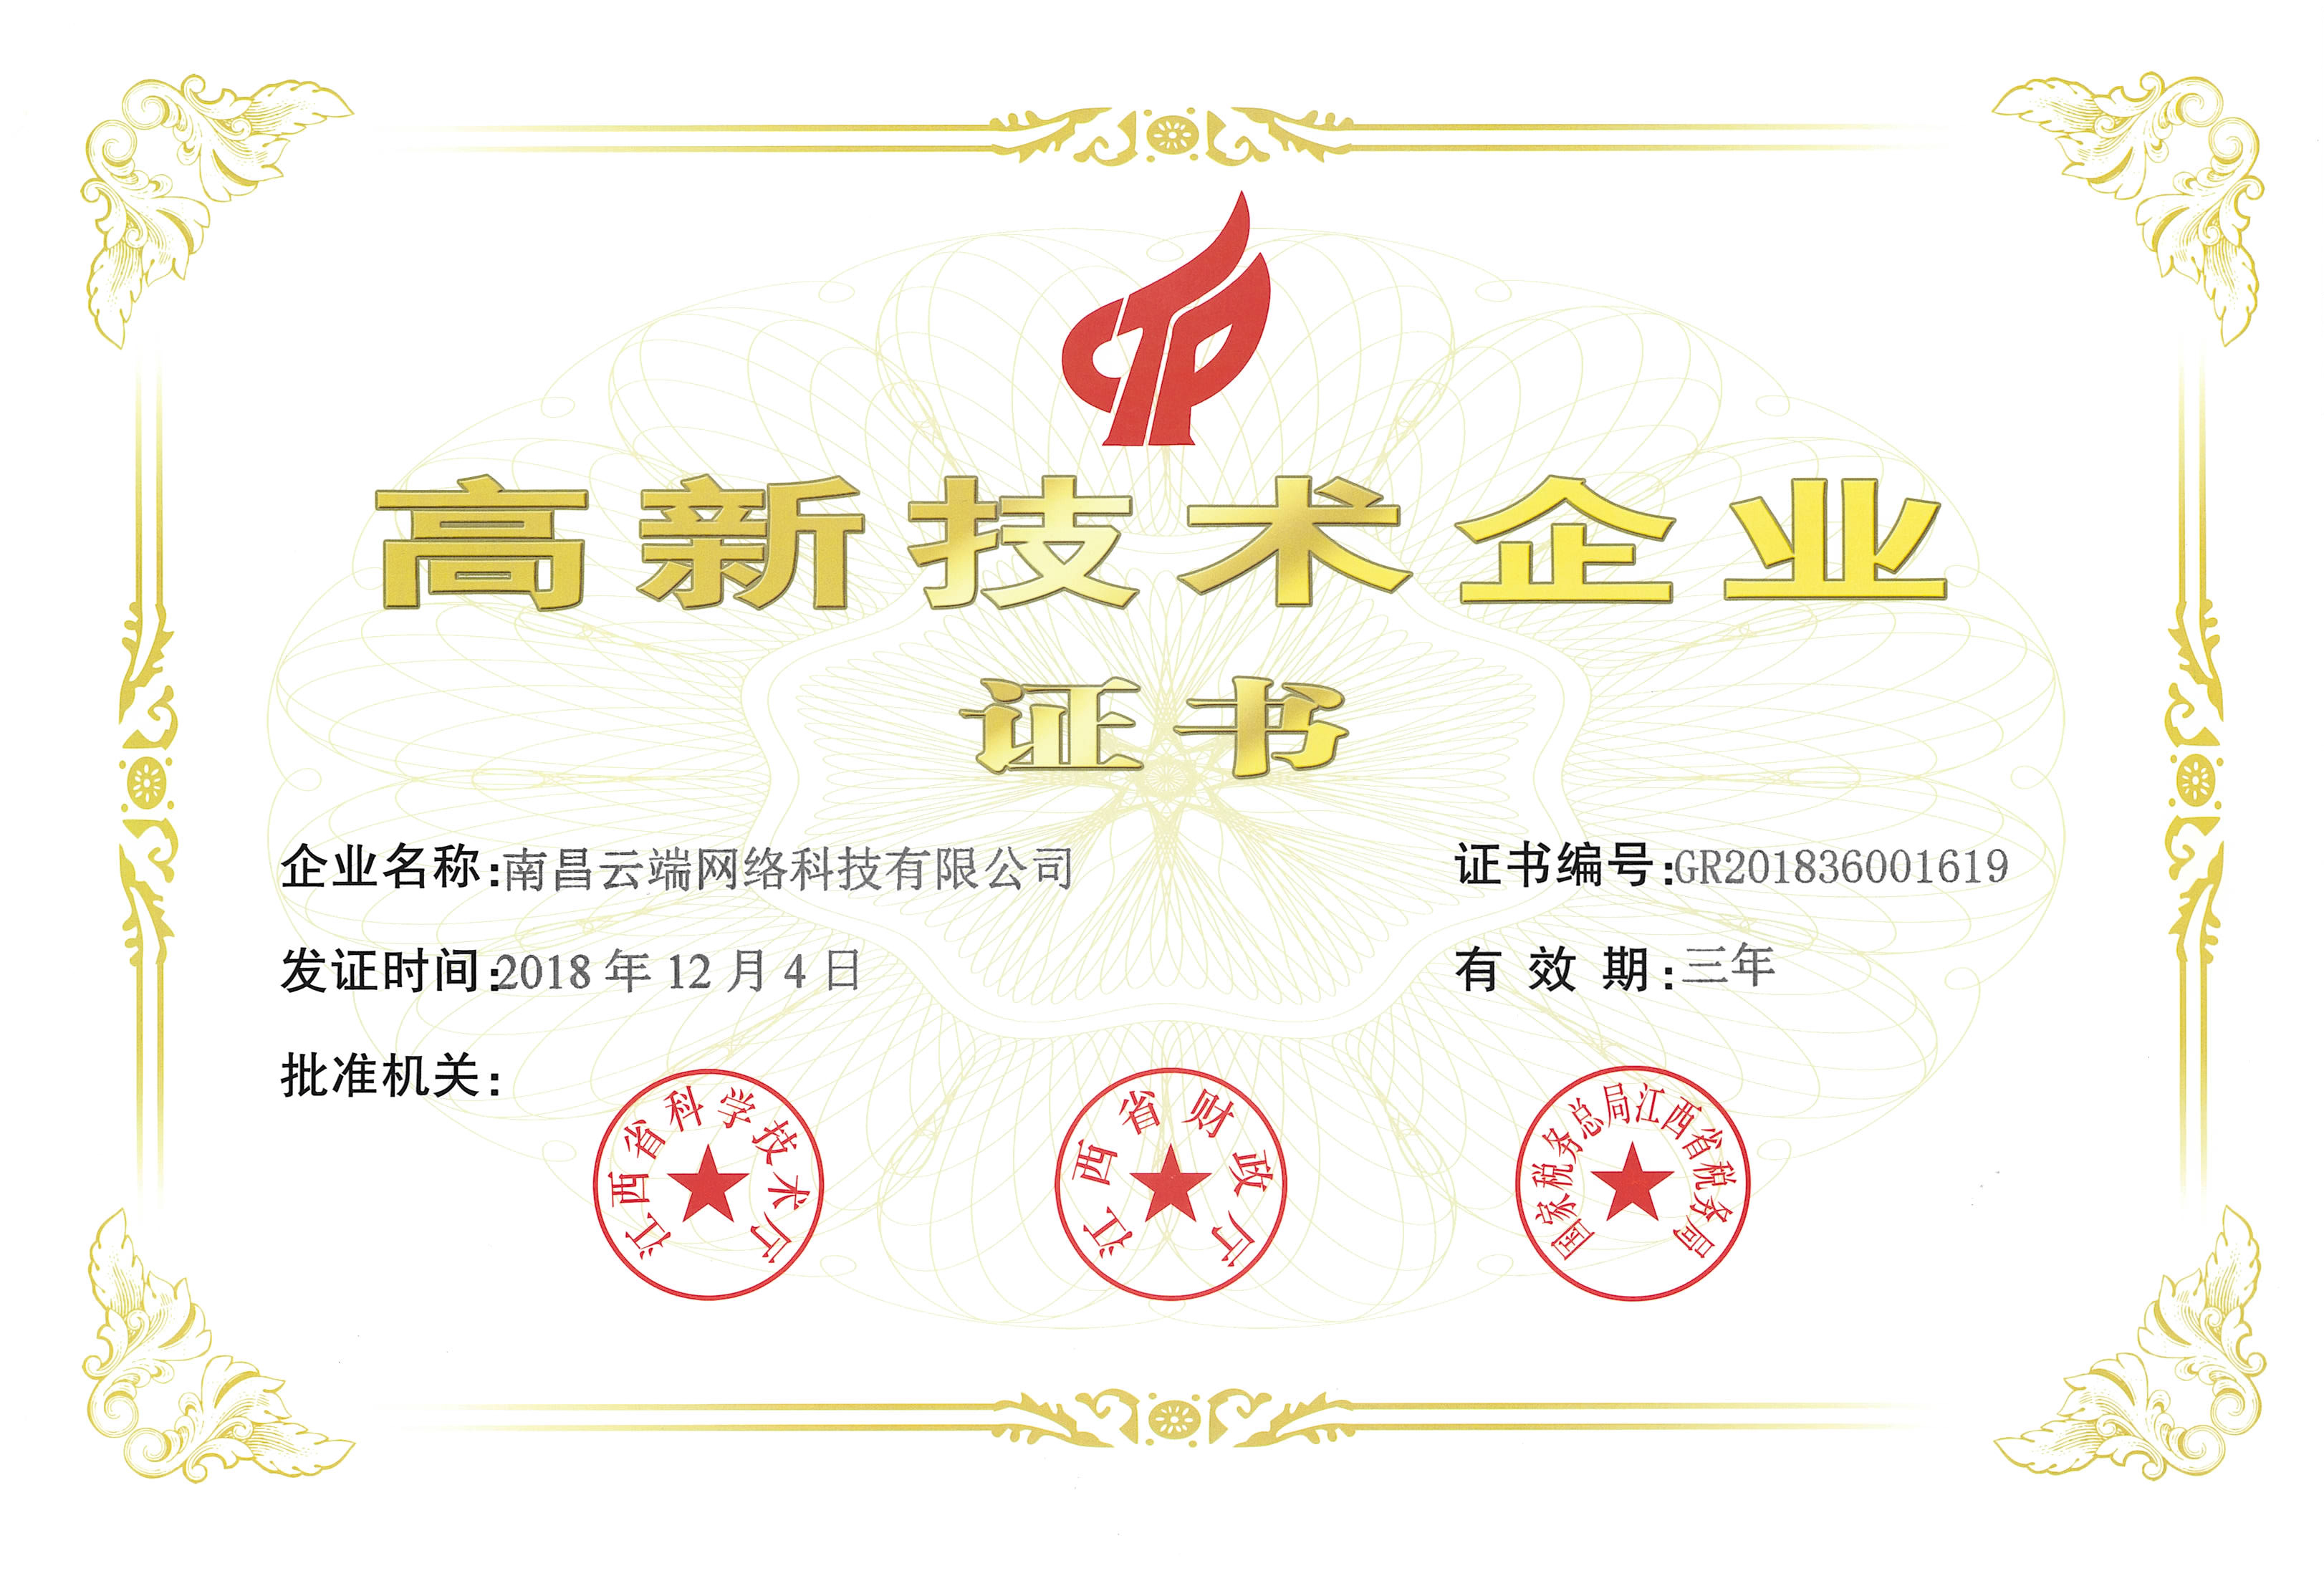 高新技术企业
证书
企业名称:南昌云端网络科技有限公司
证书编号:GR201836001619
发证时间:2018年12月4日
有效期:三年
批准机关:
江西省科学技术厅
江西省财政厅
国家税务总局江西省税务局